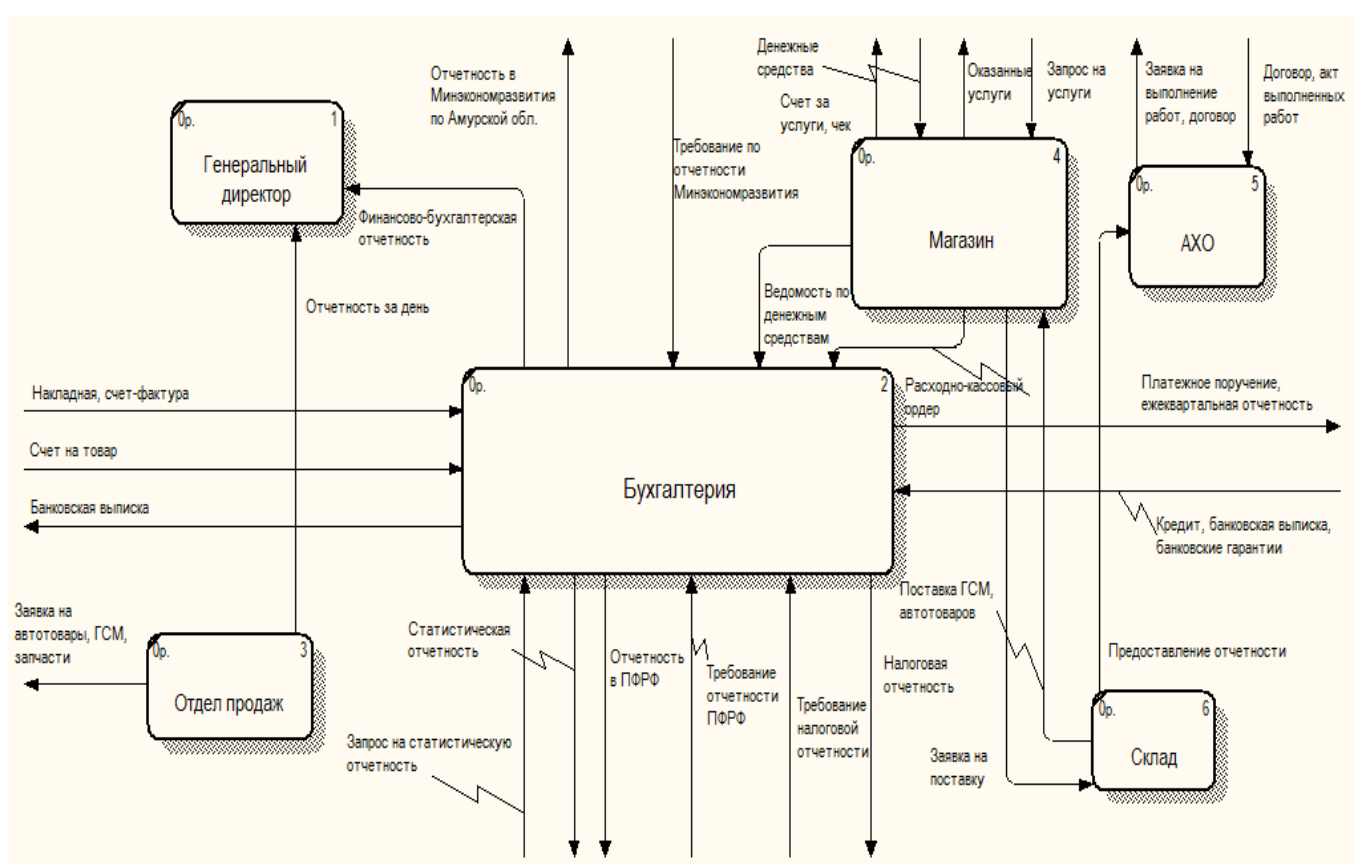 Отчетность в
Минэкономразвития
по Амурской обл.
Денежные
средства
Счет за
услуги, чек
Оказанные
услуги
Запрос на
услуги
Заявка на
выполнение
работ, договор
Договор, акт
выполненных
работ
0р. 1
Генеральный
директор
Требование по
отчетности
Минэкономразвития
0р. 4
Магазин
0р. 5
АХО
Финансово-бухгалтерская
отчетность
Отчетность за день
Ведомость по
денежным
средствам
Накладная, счет-фактура
Счет на товар
Банковская выписка
0р. 2
Бухгалтерия
Расходно-кассовый
ордер
Платежное поручение,
ежеквартальная отчетность
Кредит, банковская выписка,
банковские гарантии
Заявка на
автотовары, ГСМ,
запчасти
0р. 3
Отдел продаж
Статистическая
отчетность
Отчетность
в ПФРФ
Требование
отчетности
ПФРФ
Требование
налоговой
отчетности
Налоговая
отчетность
Поставка ГСМ,
автотоваров
Предоставление отчетности
0р. 6
Склад
Запрос на статистическую
отчетность
Заявка на
поставку